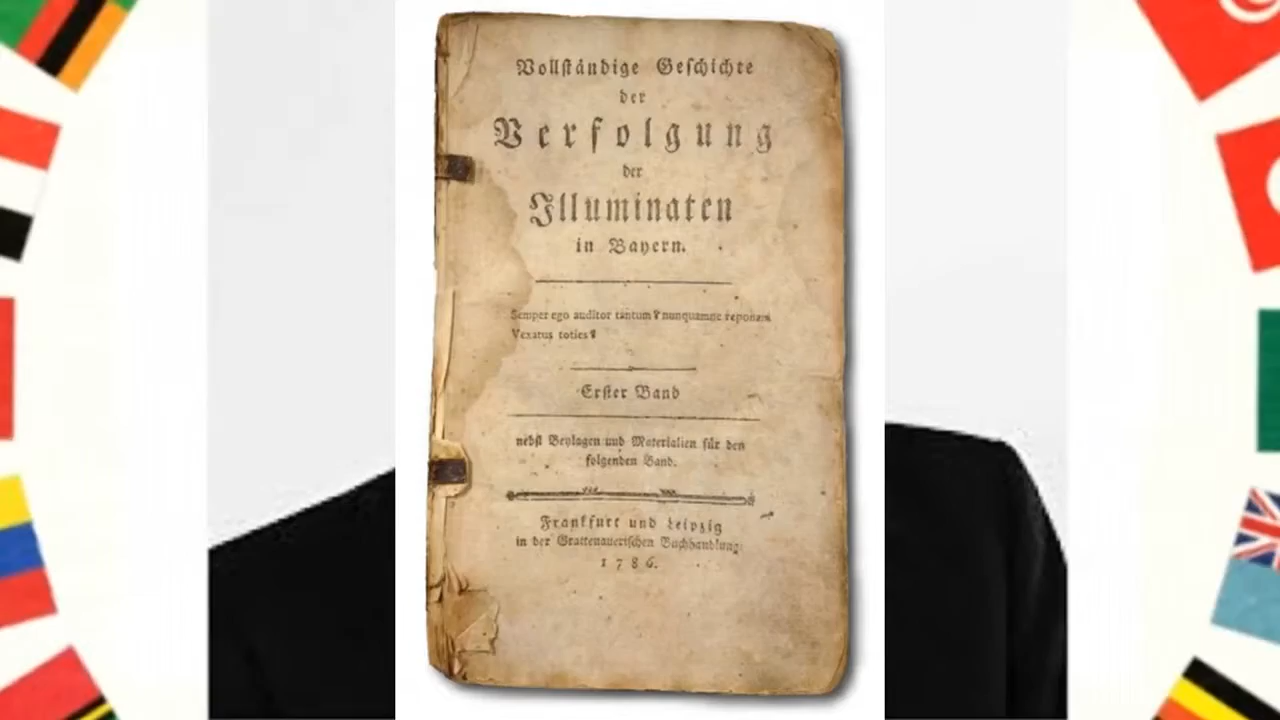 Vollständige Geschichte
der
Verfolgung
der
Illuminaten
in Bayern.
Semper ego auditor tantum? nunquamne reponam
Vexatus toties?
Erster Band
nebst Beylagen und Materialien für den
folgenden Band.
Frankfurt und Leipzig
in der Grattenauerischen Buchhandlung.
1786.